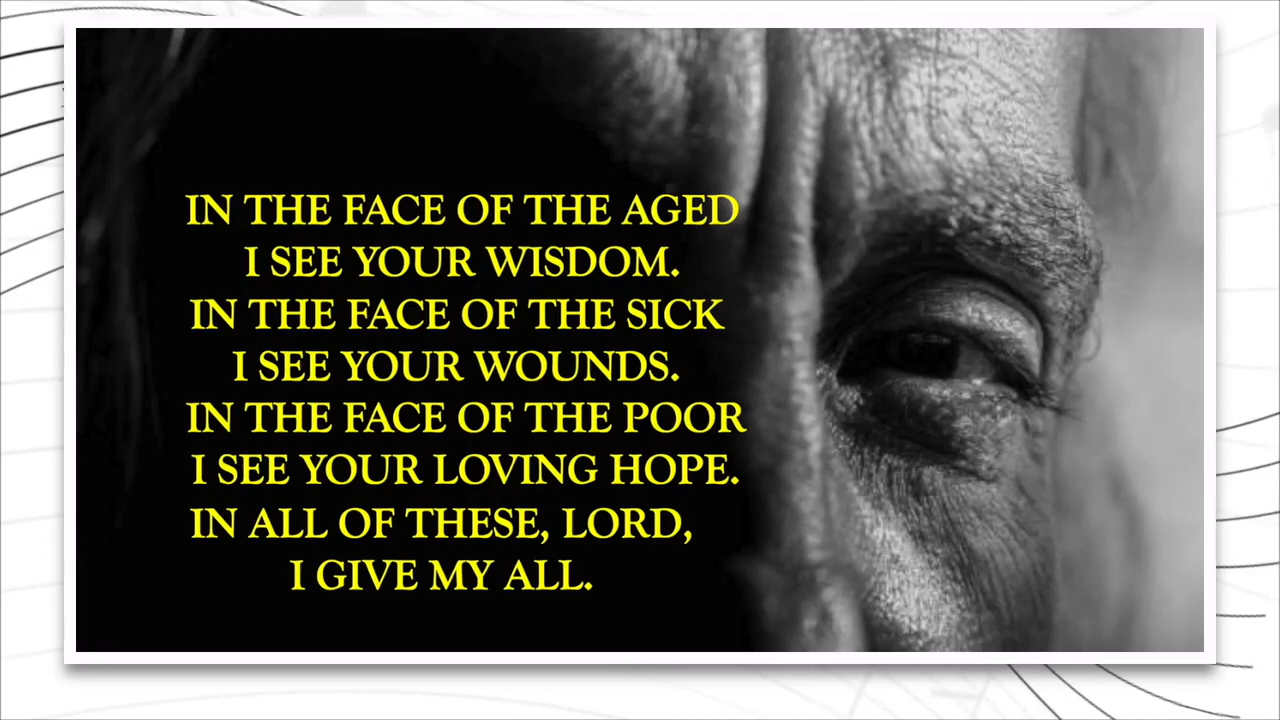 IN THE FACE OF THE AGED
I SEE YOUR WISDOM.
IN THE FACE OF THE SICK
I SEE YOUR WOUNDS.
IN THE FACE OF THE POOR
I SEE YOUR LOVING HOPE.
IN ALL OF THESE, LORD,
I GIVE MY ALL.